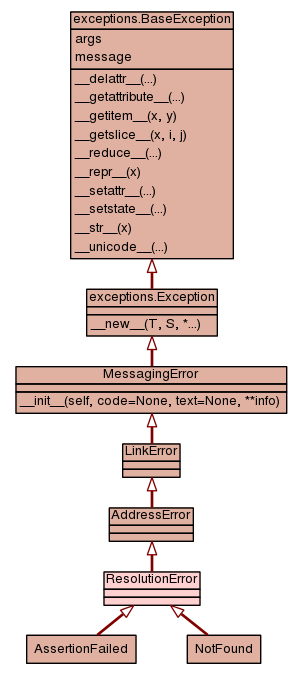 exceptions.BaseException
args
message
__delattr__(...)
__getattribute__(...)
__getitem__(x, y)
__getslice__(x, i, j)
__reduce__(...)
__repr__(x)
__setattr__(...)
__setstate__(...)
__str__(x)
__unicode__(...)
exceptions.Exception
__new__(T, S, *...)
MessagingError
__init__(self, code=None, text=None, **info)
LinkError
AddressError
ResolutionError
AssertionFailed
NotFound